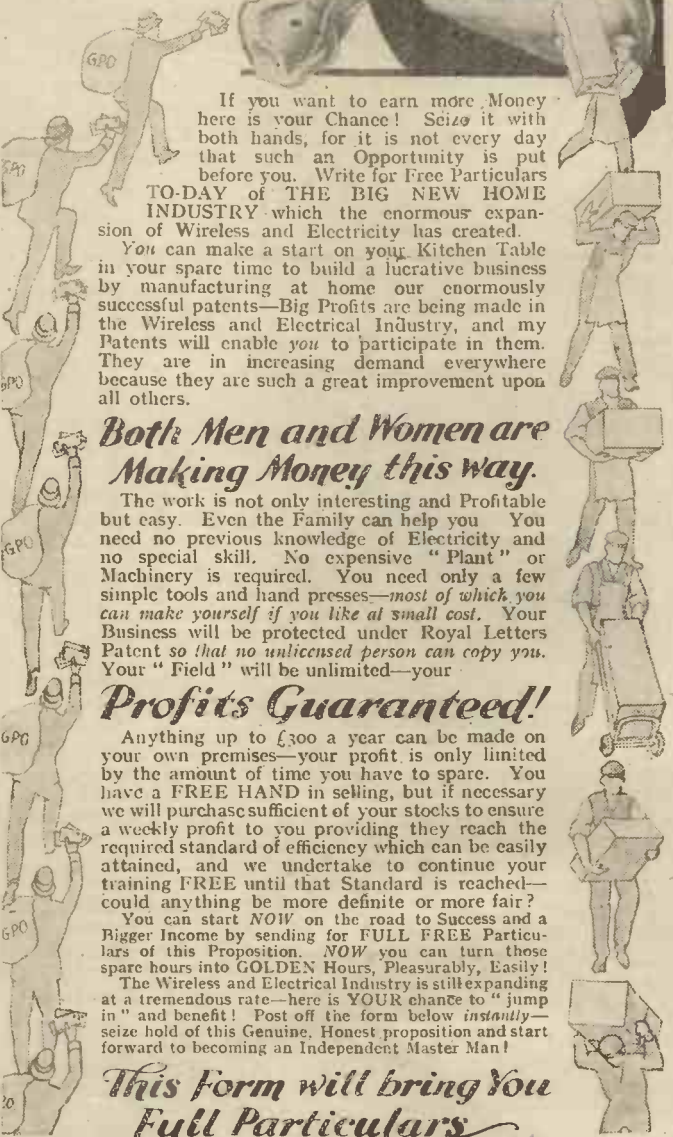 GPO
If you want to earn more Money
here is your Chance! Seize it with
both hands, for it is not every day
that such an Opportunity is put
before you. Write for Free Particulars
TO-DAY of THE BIG NEW HOME
INDUSTRY which the enormous expan-
sion of Wireless and Electricity has created.
You can make a start on your Kitchen Table
in your spare time to build a lucrative business
by manufacturing at home our enormously
successful patents—Big Profits are being made in
the Wireless and Electrical Industry, and my
Patents will enable you to participate in them.
They are in increasing demand everywhere
because they are such a great improvement upon
all others.
Both Men and Women are
Making Money this way.
The work is not only interesting and Profitable
but easy. Even the Family can help you You
need no previous knowledge of Electricity and
no special skill. No expensive "Plant" or
Machinery is required. You need only a few
simple tools and hand presses—most of which you
can make yourself if you like at small cost. Your
Business will be protected under Royal Letters
Patent so that no unlicensed person can copy you.
Your "Field" will be unlimited—your
Profits Guaranteed!
Anything up to £300 a year can be made on
your own premises—your profit is only limited
by the amount of time you have to spare. You
have a FREE HAND in selling, but if necessary
we will purchase sufficient of your stocks to ensure
a weekly profit to you providing they reach the
required standard of efficiency which can be easily
attained, and we undertake to continue your
training FREE until that Standard is reached—
could anything be more definite or more fair?
You can start NOW on the road to Success and a
Bigger Income by sending for FULL FREE Particu-
lars of this Proposition. NOW you can turn those
spare hours into GOLDEN Hours, Pleasurably, Easily!
The Wireless and Electrical Industry is still expanding
at a tremendous rate—here is YOUR chance to "jump
in" and benefit! Post off the form below instantly—
seize hold of this Genuine, Honest proposition and start
forward to becoming an Independent Master Man!
This Form will bring You
Full Particulars
GPO
GPO
GPO
GPO
GPO